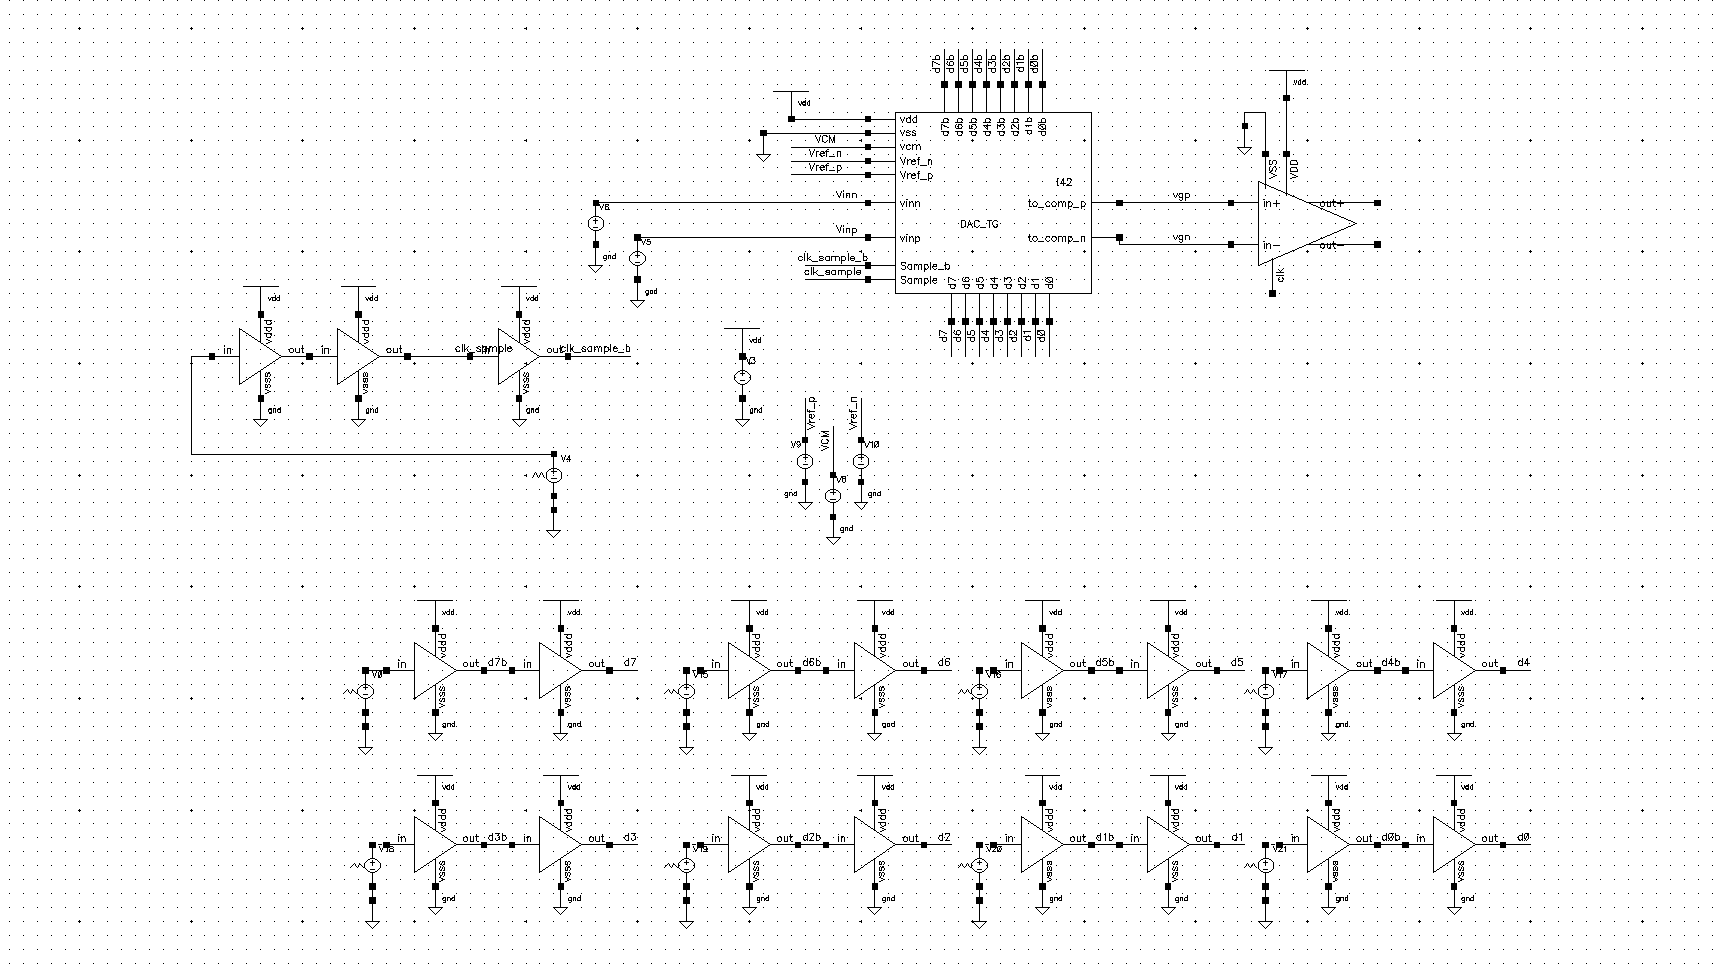 d7b d6b d5b d4b d3b d2b d1b d0b
vdd
vdd
vdd
vss
VCM vcm
Vref_n Vref_n
Vref_p Vref_p
d7b d6b d5b d4b d3b d2b d1b d0b
VSS VDD
I42
Vinn vinn
to_comp_p vgp in+ out+
V6
gnd
DAC_TG
Vinp vinp
to_comp_n vgn in- out-
V5
gnd
clk_sample_b Sample_b
clk_sample Sample
d7 d6 d5 d4 d3 d2 d1 d0
clk
d7 d6 d5 d4 d3 d2 d1 d0
vdd vdd vdd
vddd vddd vddd
in out in out clk_sample in out clk_sample_b
vsss vsss vsss
gnd gnd gnd
vdd
V3
gnd
V4
Vref_p VCM Vref_n
V9 V10
V8
gnd gnd
gnd
vdd vdd vdd vdd vdd vdd vdd vdd
vddd vddd vddd vddd vddd vddd vddd vddd
in out d7b in out d7 in out d6b in out d6 in out d5b in out d5 in out d4b in out d4
V0 V15 V16 V17
vsss vsss vsss vsss vsss vsss vsss vsss
gnd gnd gnd gnd gnd gnd gnd gnd
vdd vdd vdd vdd vdd vdd vdd vdd
vddd vddd vddd vddd vddd vddd vddd vddd
in out d3b in out d3 in out d2b in out d2 in out d1b in out d1 in out d0b in out d0
V18 V19 V20 V21
vsss vsss vsss vsss vsss vsss vsss vsss
gnd gnd gnd gnd gnd gnd gnd gnd